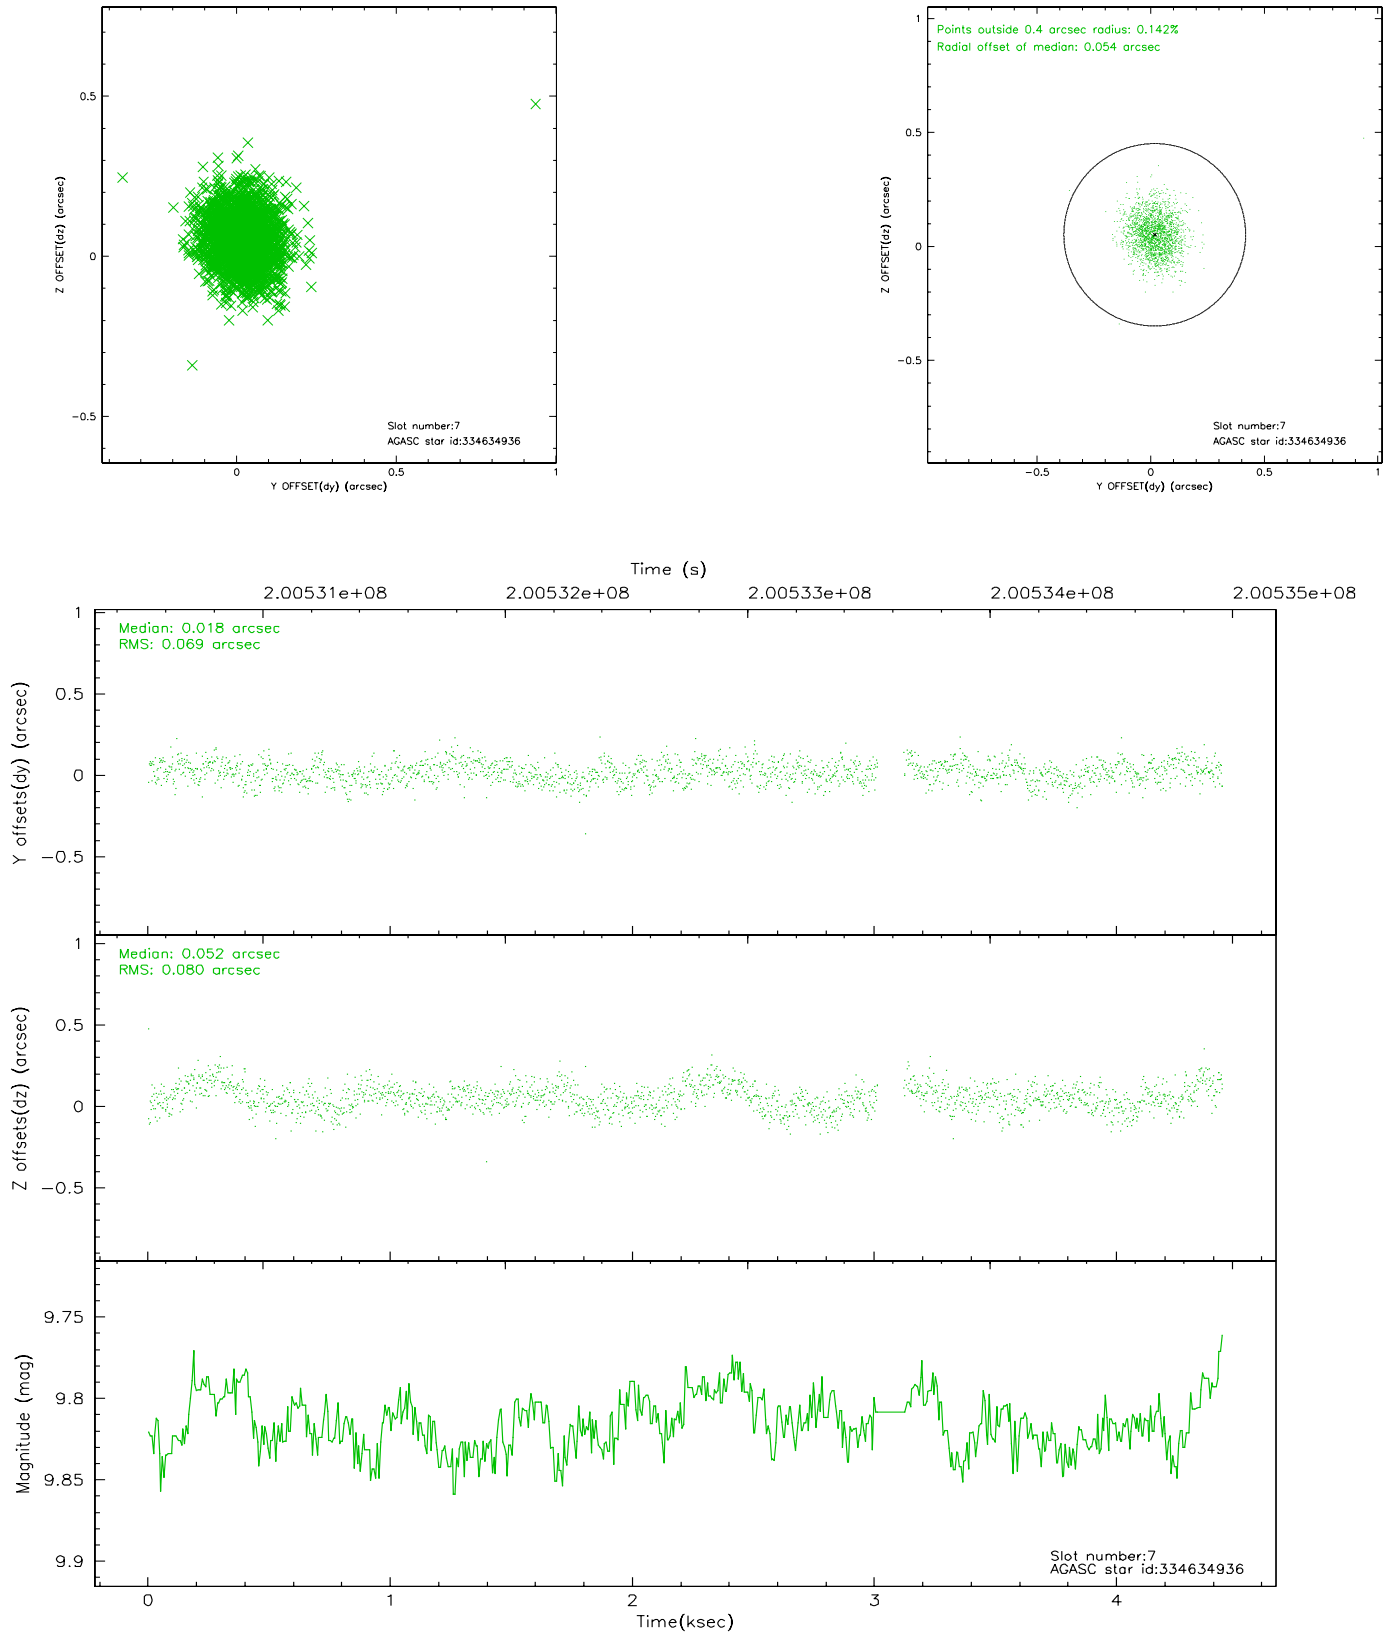 0.5
0
−0.5
Z OFFSET(dz) (arcsec)
0
0.5
1
Y OFFSET(dy) (arcsec)
Slot number:7
AGASC star id:334634936
Points outside 0.4 arcsec radius: 0.142%
Radial offset of median: 0.054 arcsec
1
0.5
0
−0.5
Z OFFSET(dz) (arcsec)
−0.5
0
0.5
1
Y OFFSET(dy) (arcsec)
Slot number:7
AGASC star id:334634936
Time (s)
2.00531e+08
2.00532e+08
2.00533e+08
2.00534e+08
2.00535e+08
Median: 0.018 arcsec
RMS: 0.069 arcsec
1
0.5
0
−0.5
Y offsets(dy) (arcsec)
Median: 0.052 arcsec
RMS: 0.080 arcsec
1
0.5
0
−0.5
Z offsets(dz) (arcsec)
9.75
9.8
9.85
9.9
Magnitude (mag)
Slot number:7
AGASC star id:334634936
0
1
2
3
4
Time(ksec)